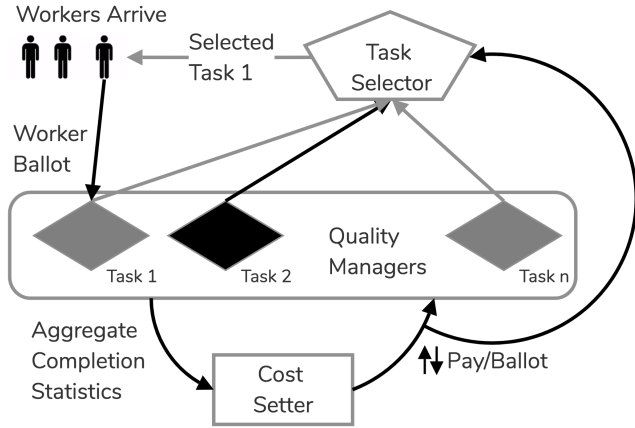 Workers Arrive
Selected
Task 1
Task
Selector
Worker
Ballot
Quality
Managers
Task 1
Task 2
Task n
Aggregate
Completion
Statistics
Cost
Setter
Pay/Ballot